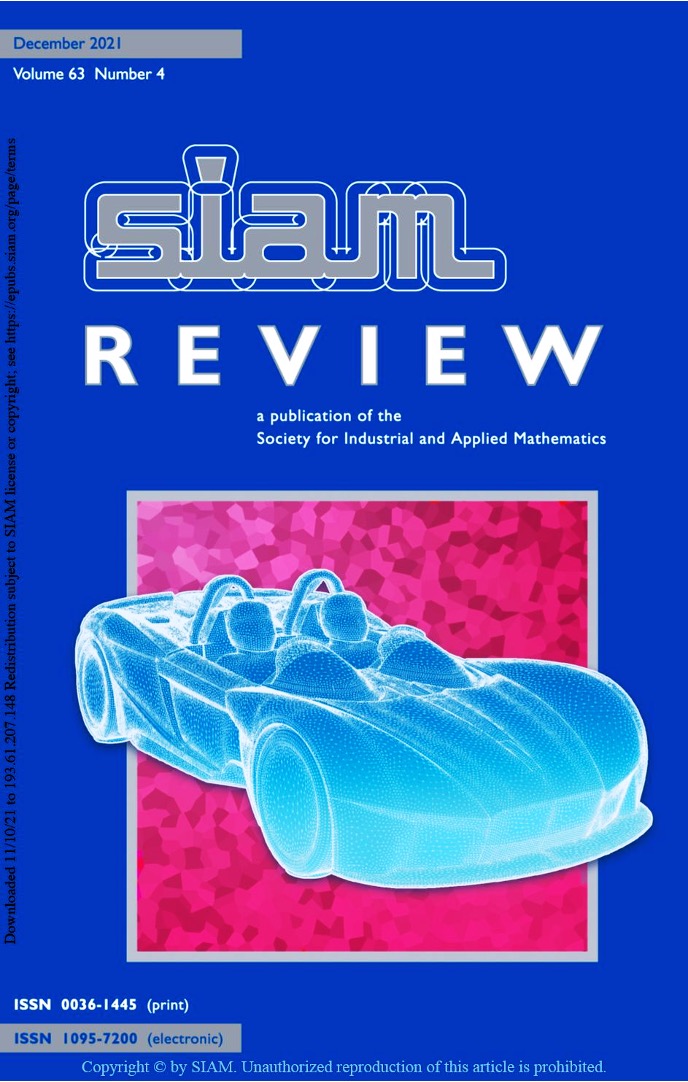 December 2021
Volume 63 Number 4
siam
REVIEW
a publication of the
Society for Industrial and Applied Mathematics
Downloaded 11/10/21 to 193.61.207.148 Redistribution subject to SIAM license or copyright; see https://epubs.siam.org/page/terms
ISSN 0036-1445 (print)
ISSN 1095-7200 (electronic)
Copyright © by SIAM. Unauthorized reproduction of this article is prohibited.